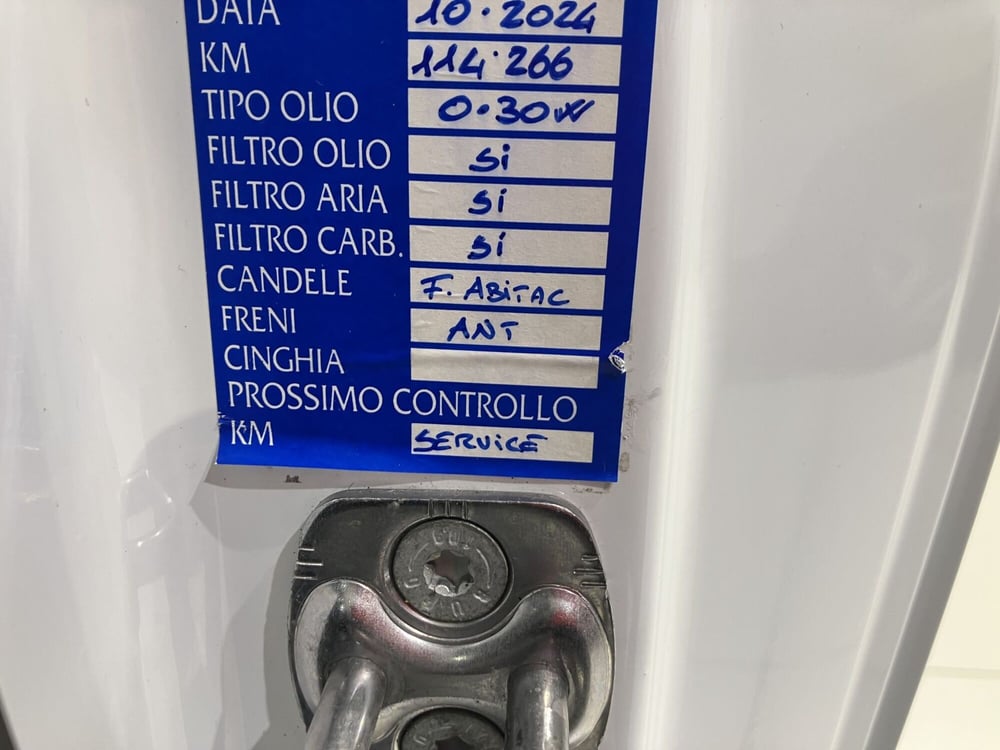 DATA 10.2024
KM 114.266
TIPO OLIO 0.30W
FILTRO OLIO Si
FILTRO ARIA Si
FILTRO CARB. Si
CANDELE F. ABITAC
FRENI ANT
CINGHIA
PROSSIMO CONTROLLO
KM SERVICE